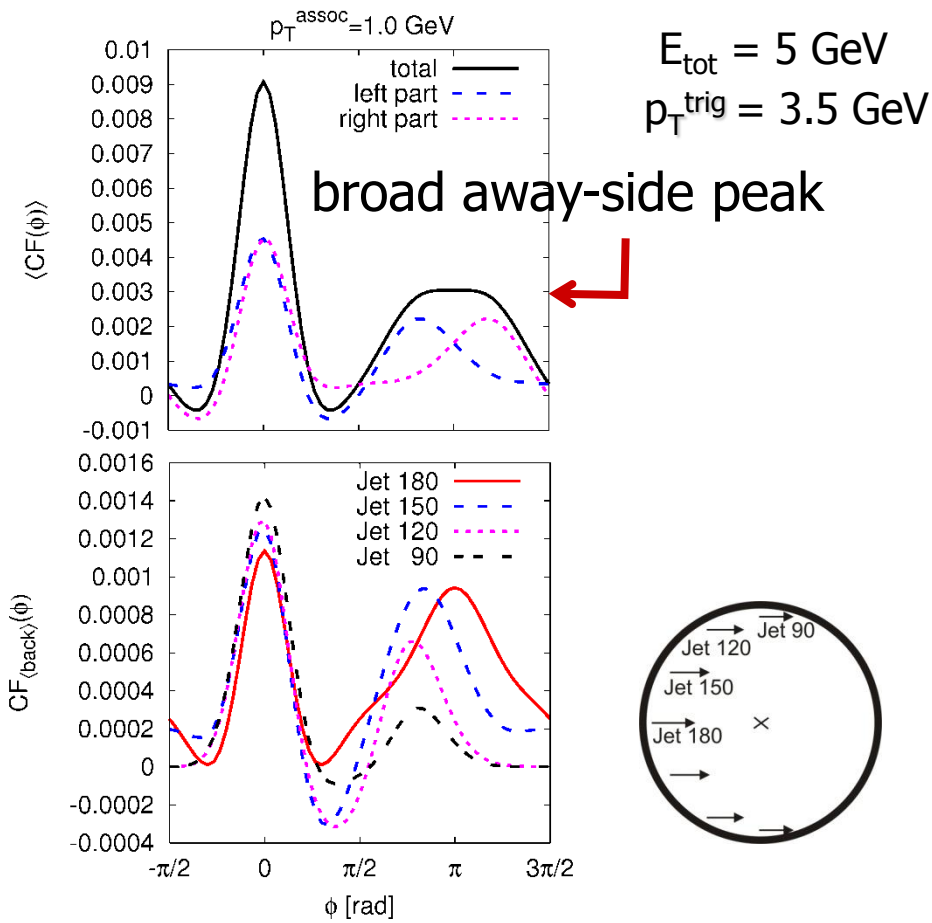 p_T^assoc=1.0 GeV
E_tot = 5 GeV
p_T^trig = 3.5 GeV
total
left part
right part
broad away-side peak
⟨CF(φ)⟩
0.01
0.009
0.008
0.007
0.006
0.005
0.004
0.003
0.002
0.001
0
-0.001
Jet 180
Jet 150
Jet 120
Jet 90
CF_⟨back⟩(φ)
0.0016
0.0014
0.0012
0.001
0.0008
0.0006
0.0004
0.0002
0
-0.0002
-0.0004
-π/2 0 π/2 π 3π/2
φ [rad]
Jet 90
Jet 120
Jet 150
Jet 180